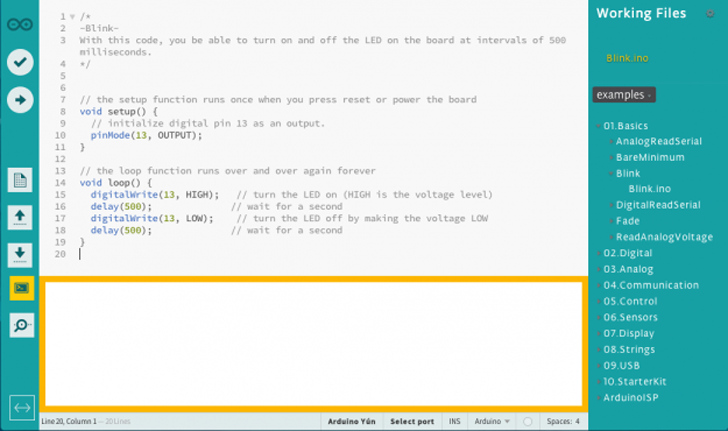 1 /*
2 -Blink-
3 With this code, you be able to turn on and off the LED on the board at intervals of 500
milliseconds.
4 */
5
6
7 // the setup function runs once when you press reset or power the board
8 void setup() {
9 // initialize digital pin 13 as an output.
10 pinMode(13, OUTPUT);
11 }
12
13 // the loop function runs over and over again forever
14 void loop() {
15 digitalWrite(13, HIGH); // turn the LED on (HIGH is the voltage level)
16 delay(500); // wait for a second
17 digitalWrite(13, LOW); // turn the LED off by making the voltage LOW
18 delay(500); // wait for a second
19 }
20
Line 20, Column 1 — 20 Lines
Arduino Yún Select port INS Arduino Spaces: 4
Working Files
Blink.ino
examples
01.Basics
AnalogReadSerial
BareMinimum
Blink
Blink.ino
DigitalReadSerial
Fade
ReadAnalogVoltage
02.Digital
03.Analog
04.Communication
05.Control
06.Sensors
07.Display
08.Strings
09.USB
10.StarterKit
ArduinoISP